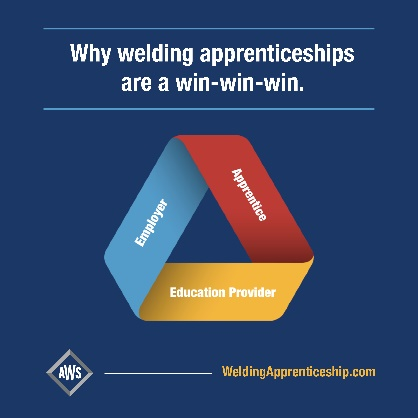 Why welding apprenticeships
are a win-win-win.
Employer
Apprentice
Education Provider
AWS
WeldingApprenticeship.com